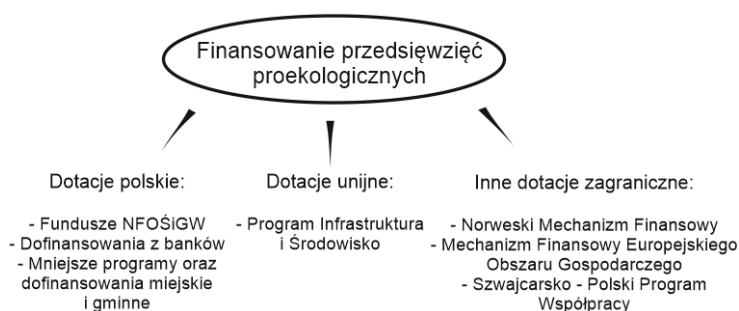 Finansowanie przedsięwzięć
proekologicznych
Dotacje polskie:
- Fundusze NFOŚiGW
- Dofinansowania z banków
- Mniejsze programy oraz
dofinansowania miejskie
i gminne
Dotacje unijne:
- Program Infrastruktura
i Środowisko
Inne dotacje zagraniczne:
- Norweski Mechanizm Finansowy
- Mechanizm Finansowy Europejskiego
Obszaru Gospodarczego
- Szwajcarsko - Polski Program
Współpracy